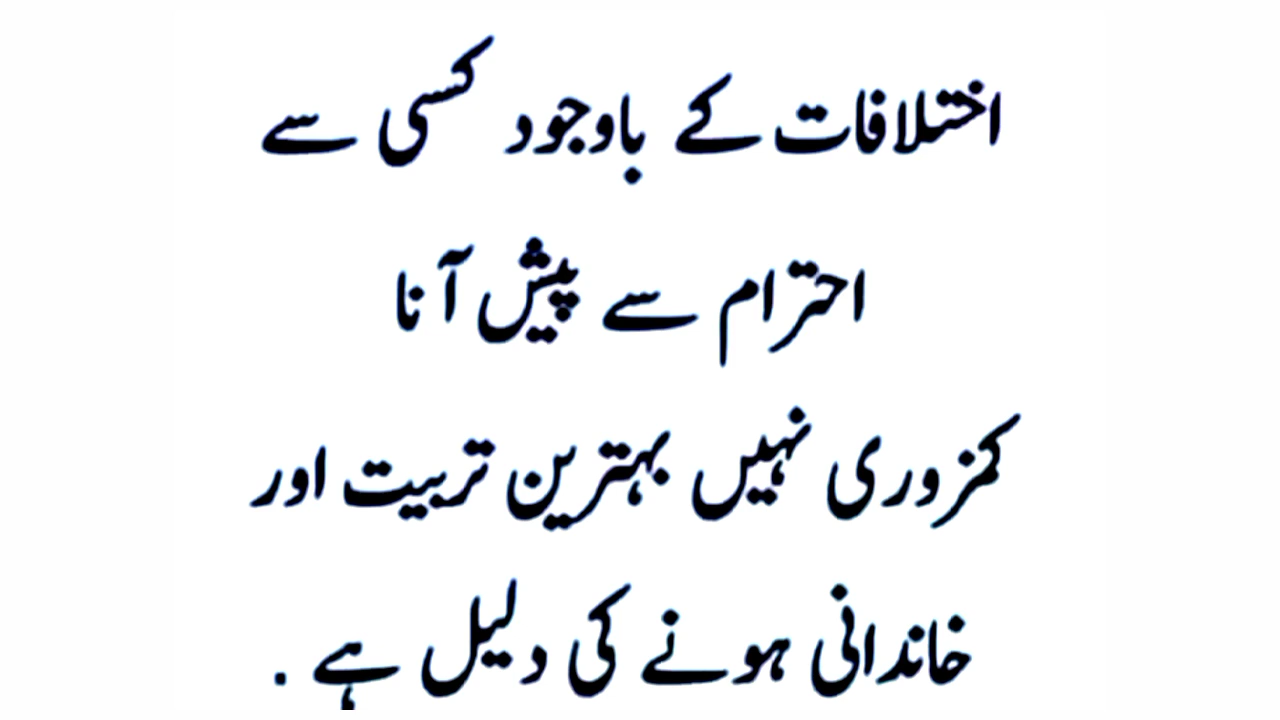 اختلافات کے باوجود کسی سے
احترام سے پیش آنا
کمزوری نہیں بہترین تربیت اور
خاندانی ہونے کی دلیل ہے .